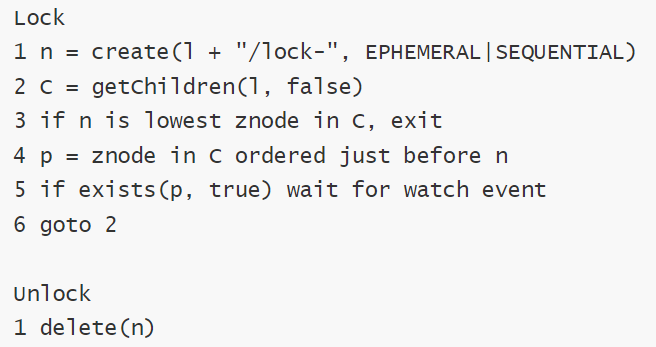 Lock
1 n = create(l + "/lock-", EPHEMERAL|SEQUENTIAL)
2 C = getChildren(l, false)
3 if n is lowest znode in C, exit
4 p = znode in C ordered just before n
5 if exists(p, true) wait for watch event
6 goto 2

Unlock
1 delete(n)